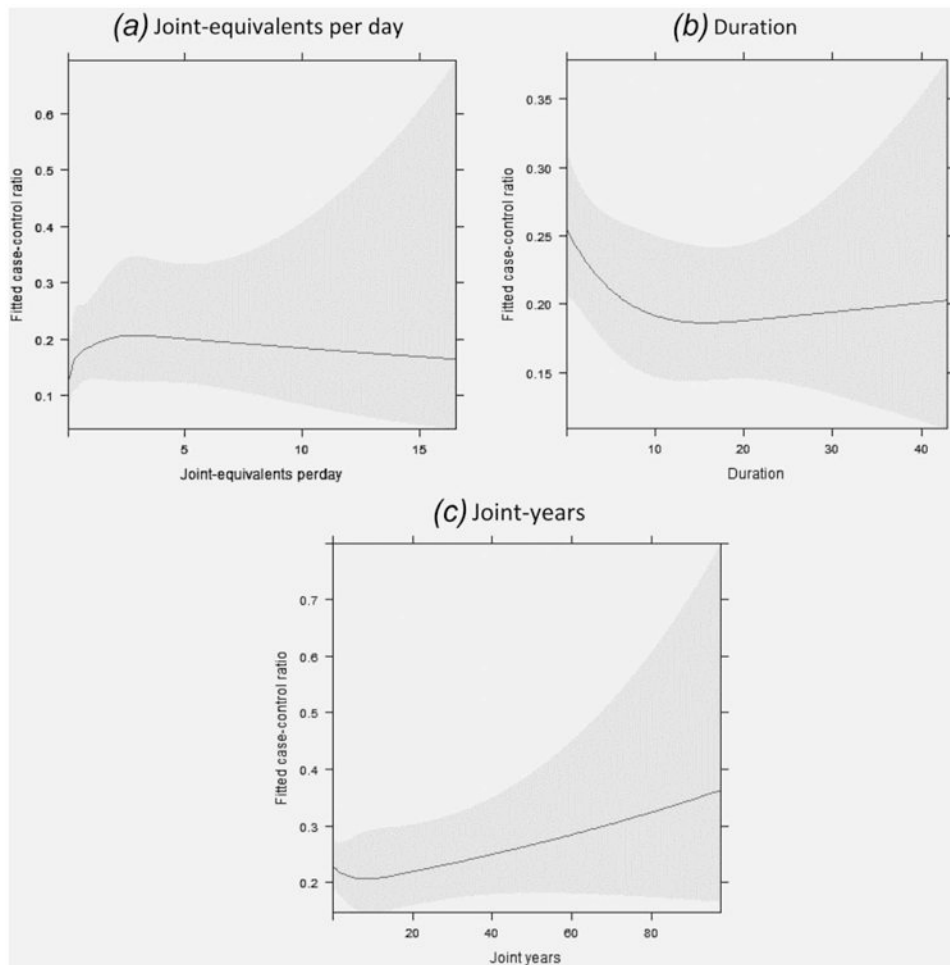 (a) Joint-equivalents per day
0.6
0.5
0.4
0.3
0.2
0.1
Fitted case-control ratio
5 10 15
Joint-equivalents perday
(b) Duration
0.35
0.30
0.25
0.20
0.15
Fitted case-control ratio
10 20 30 40
Duration
(c) Joint-years
0.7
0.6
0.5
0.4
0.3
0.2
Fitted case-control ratio
20 40 60 80
Joint years